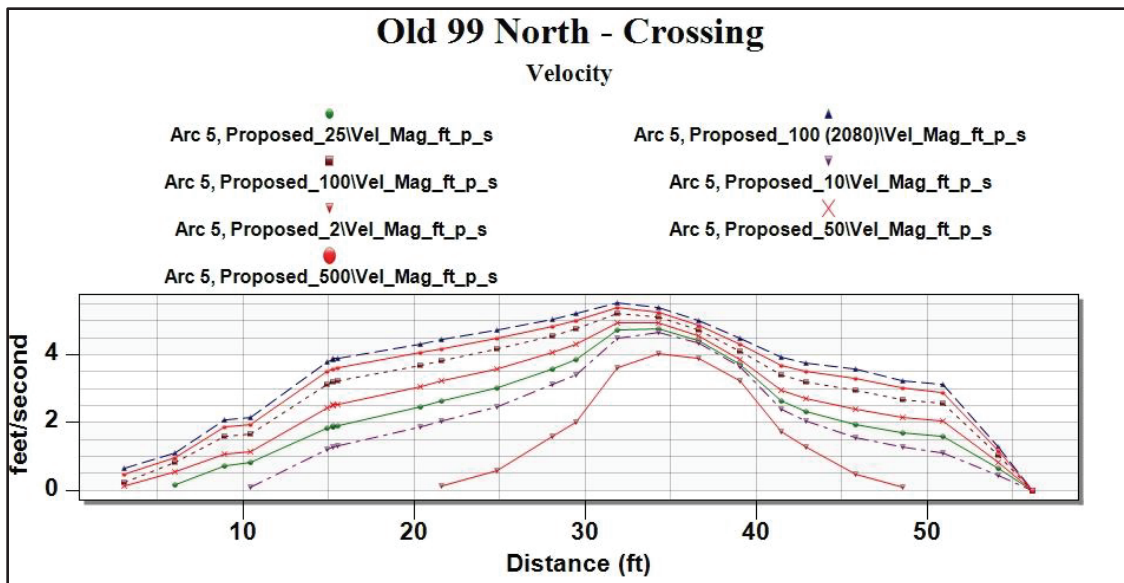 Old 99 North - Crossing
Velocity
Arc 5, Proposed_25\Vel_Mag_ft_p_s
Arc 5, Proposed_100 (2080)\Vel_Mag_ft_p_s
Arc 5, Proposed_100\Vel_Mag_ft_p_s
Arc 5, Proposed_10\Vel_Mag_ft_p_s
Arc 5, Proposed_2\Vel_Mag_ft_p_s
Arc 5, Proposed_50\Vel_Mag_ft_p_s
Arc 5, Proposed_500\Vel_Mag_ft_p_s
feet/second
4
2
0
10 20 30 40 50
Distance (ft)